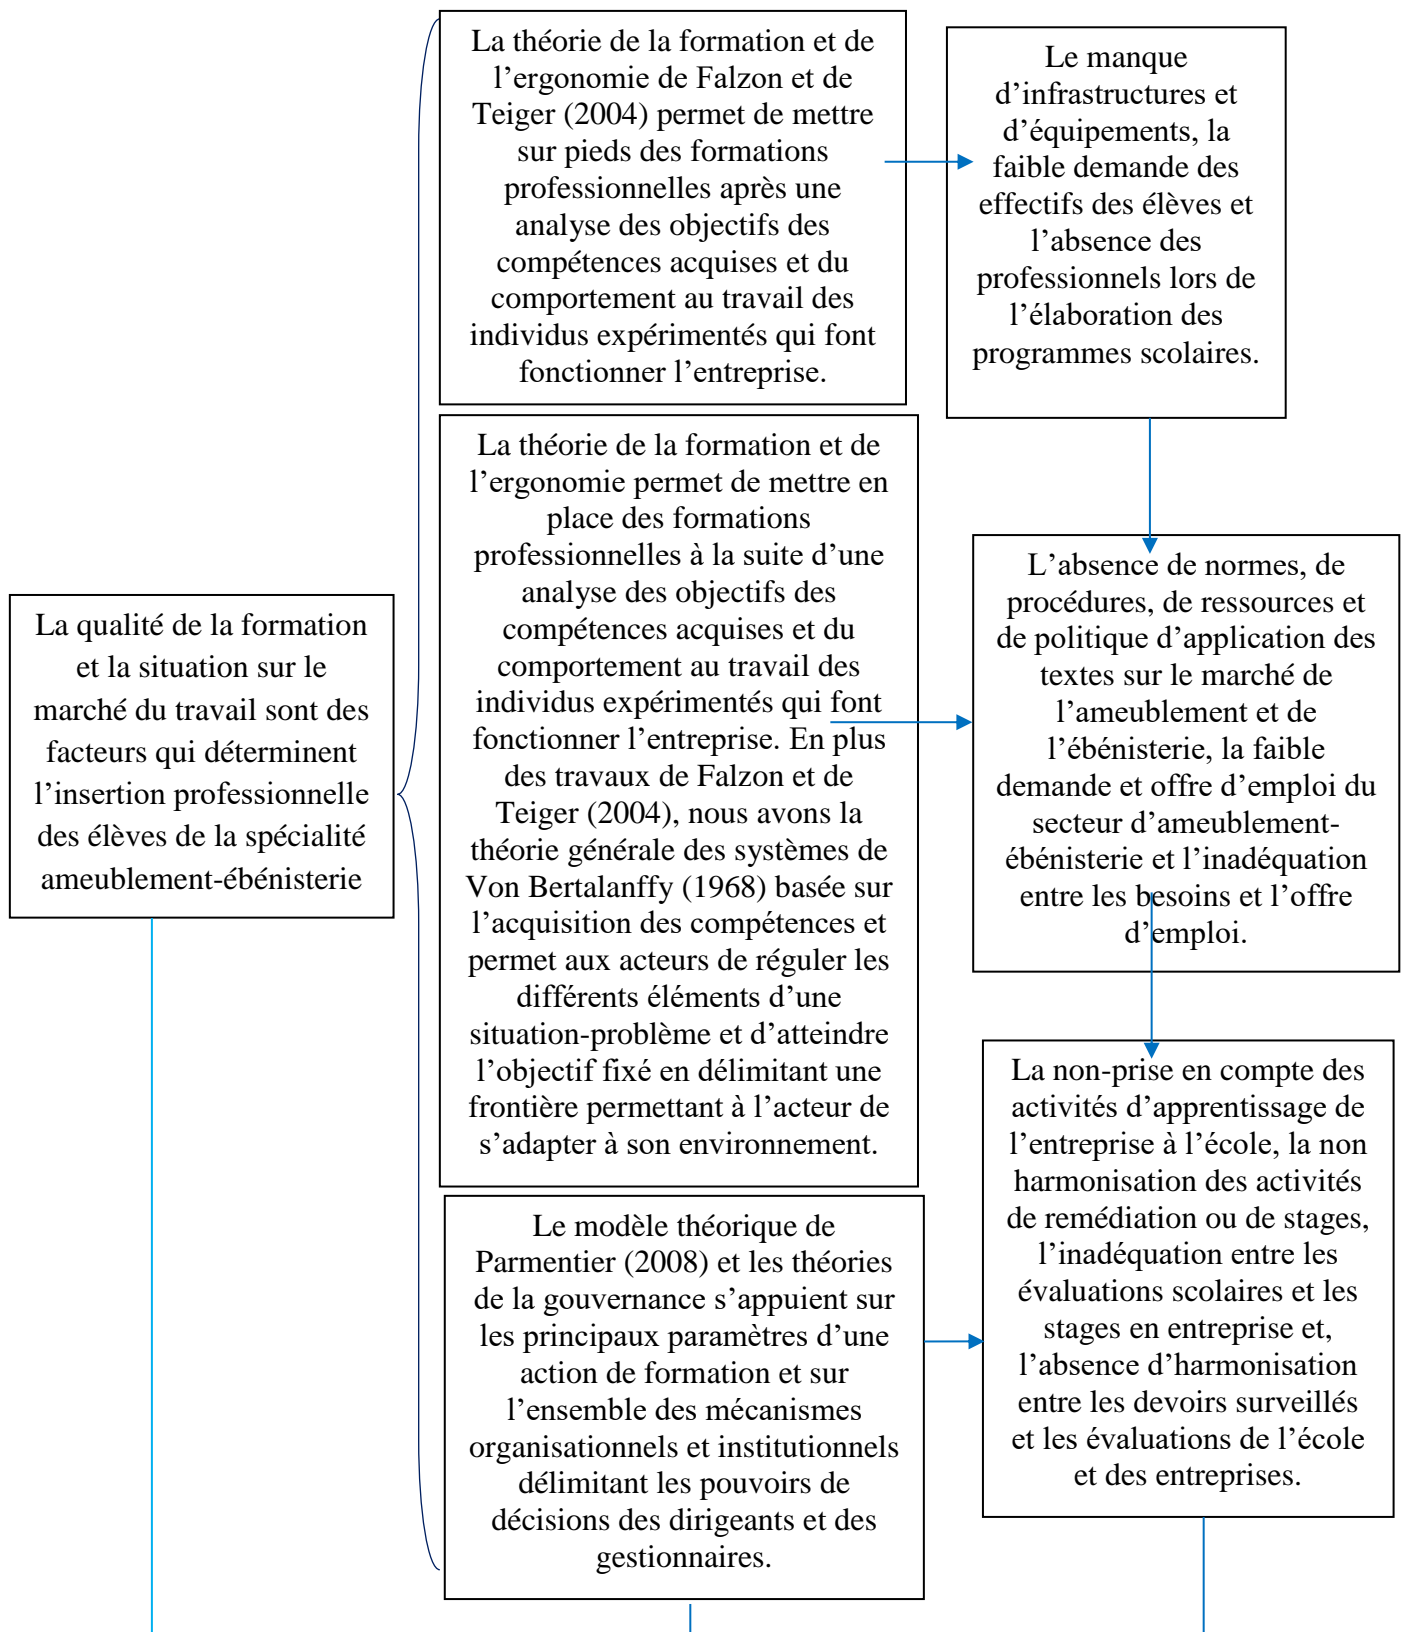 La qualité de la formation
et la situation sur le
marché du travail sont des
facteurs qui déterminent
l’insertion professionnelle
des élèves de la spécialité
ameublement-ébénisterie
La théorie de la formation et de
l’ergonomie de Falzon et de
Teiger (2004) permet de mettre
sur pieds des formations
professionnelles après une
analyse des objectifs des
compétences acquises et du
comportement au travail des
individus expérimentés qui font
fonctionner l’entreprise.
La théorie de la formation et de
l’ergonomie permet de mettre en
place des formations
professionnelles à la suite d’une
analyse des objectifs des
compétences acquises et du
comportement au travail des
individus expérimentés qui font
fonctionner l’entreprise. En plus
des travaux de Falzon et de
Teiger (2004), nous avons la
théorie générale des systèmes de
Von Bertalanffy (1968) basée sur
l’acquisition des compétences et
permet aux acteurs de réguler les
différents éléments d’une
situation-problème et d’atteindre
l’objectif fixé en délimitant une
frontière permettant à l’acteur de
s’adapter à son environnement.
Le modèle théorique de
Parmentier (2008) et les théories
de la gouvernance s’appuient sur
les principaux paramètres d’une
action de formation et sur
l’ensemble des mécanismes
organisationnels et institutionnels
délimitant les pouvoirs de
décisions des dirigeants et des
gestionnaires.
Le manque
d’infrastructures et
d’équipements, la
faible demande des
effectifs des élèves et
l’absence des
professionnels lors de
l’élaboration des
programmes scolaires.
L’absence de normes, de
procédures, de ressources et
de politique d’application des
textes sur le marché de
l’ameublement et de
l’ébénisterie, la faible
demande et offre d’emploi du
secteur d’ameublement-
ébénisterie et l’inadéquation
entre les besoins et l’offre
d’emploi.
La non-prise en compte des
activités d’apprentissage de
l’entreprise à l’école, la non
harmonisation des activités
de remédiation ou de stages,
l’inadéquation entre les
évaluations scolaires et les
stages en entreprise et,
l’absence d’harmonisation
entre les devoirs surveillés
et les évaluations de l’école
et des entreprises.